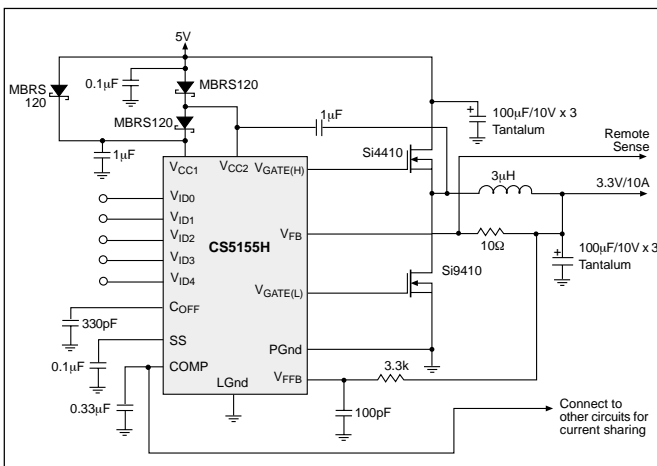 5V
MBRS
120
0.1μF
MBRS120
MBRS120
1μF
1μF
100μF/10V x 3
Tantalum
Remote
Sense
Si4410
3μH
3.3V/10A
VCC1
VCC2
VGATE(H)
VID0
VID1
VID2
VID3
VID4
CS5155H
VFB
10Ω
100μF/10V x 3
Tantalum
Si9410
VGATE(L)
COFF
330pF
SS
0.1μF
COMP
0.33μF
LGnd
PGnd
VFFB
3.3k
100pF
Connect to
other circuits for
current sharing